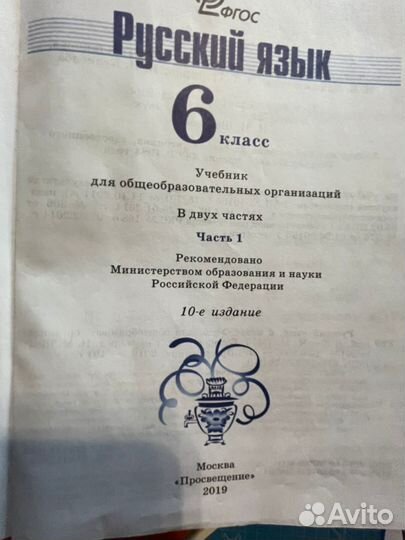 ФГОС
Русский язык
6 класс
Учебник
для общеобразовательных организаций
В двух частях
Часть 1
Рекомендовано
Министерством образования и науки
Российской Федерации
10-е издание
Москва
«Просвещение»
2019
Avito